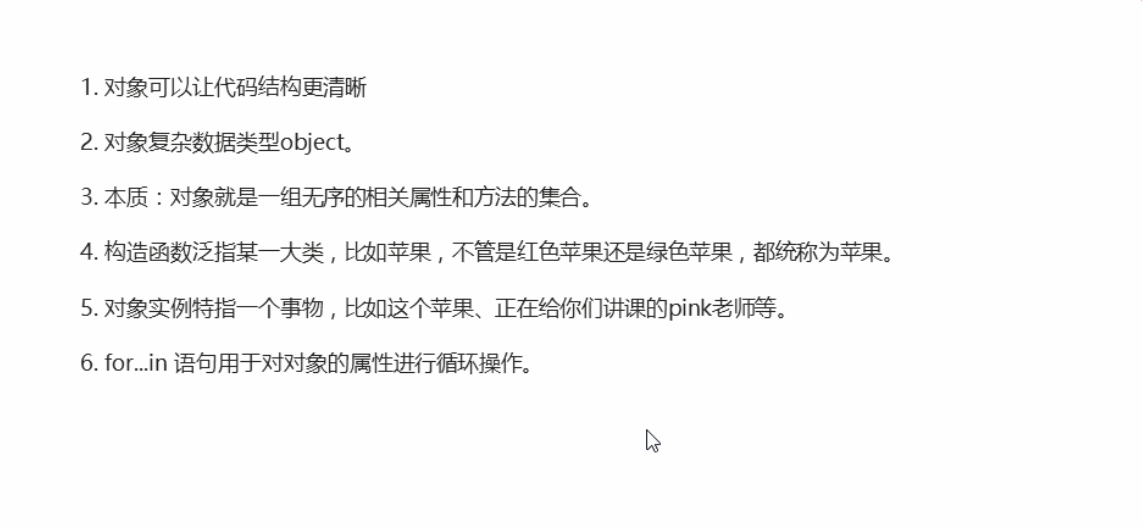 1. 对象可以让代码结构更清晰
2. 对象复杂数据类型object。
3. 本质：对象就是一组无序的相关属性和方法的集合。
4. 构造函数泛指某一大类，比如苹果，不管是红色苹果还是绿色苹果，都统称为苹果。
5. 对象实例特指一个事物，比如这个苹果、正在给你们讲课的pink老师等。
6. for...in 语句用于对对象的属性进行循环操作。